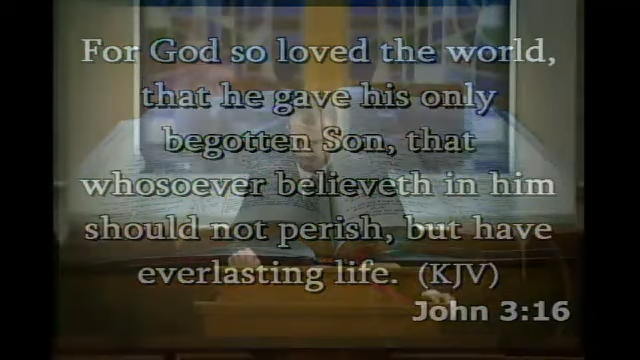 For God so loved the world,
that he gave his only
begotten Son, that
whosoever believeth in him
should not perish, but have
everlasting life. (KJV)
John 3:16